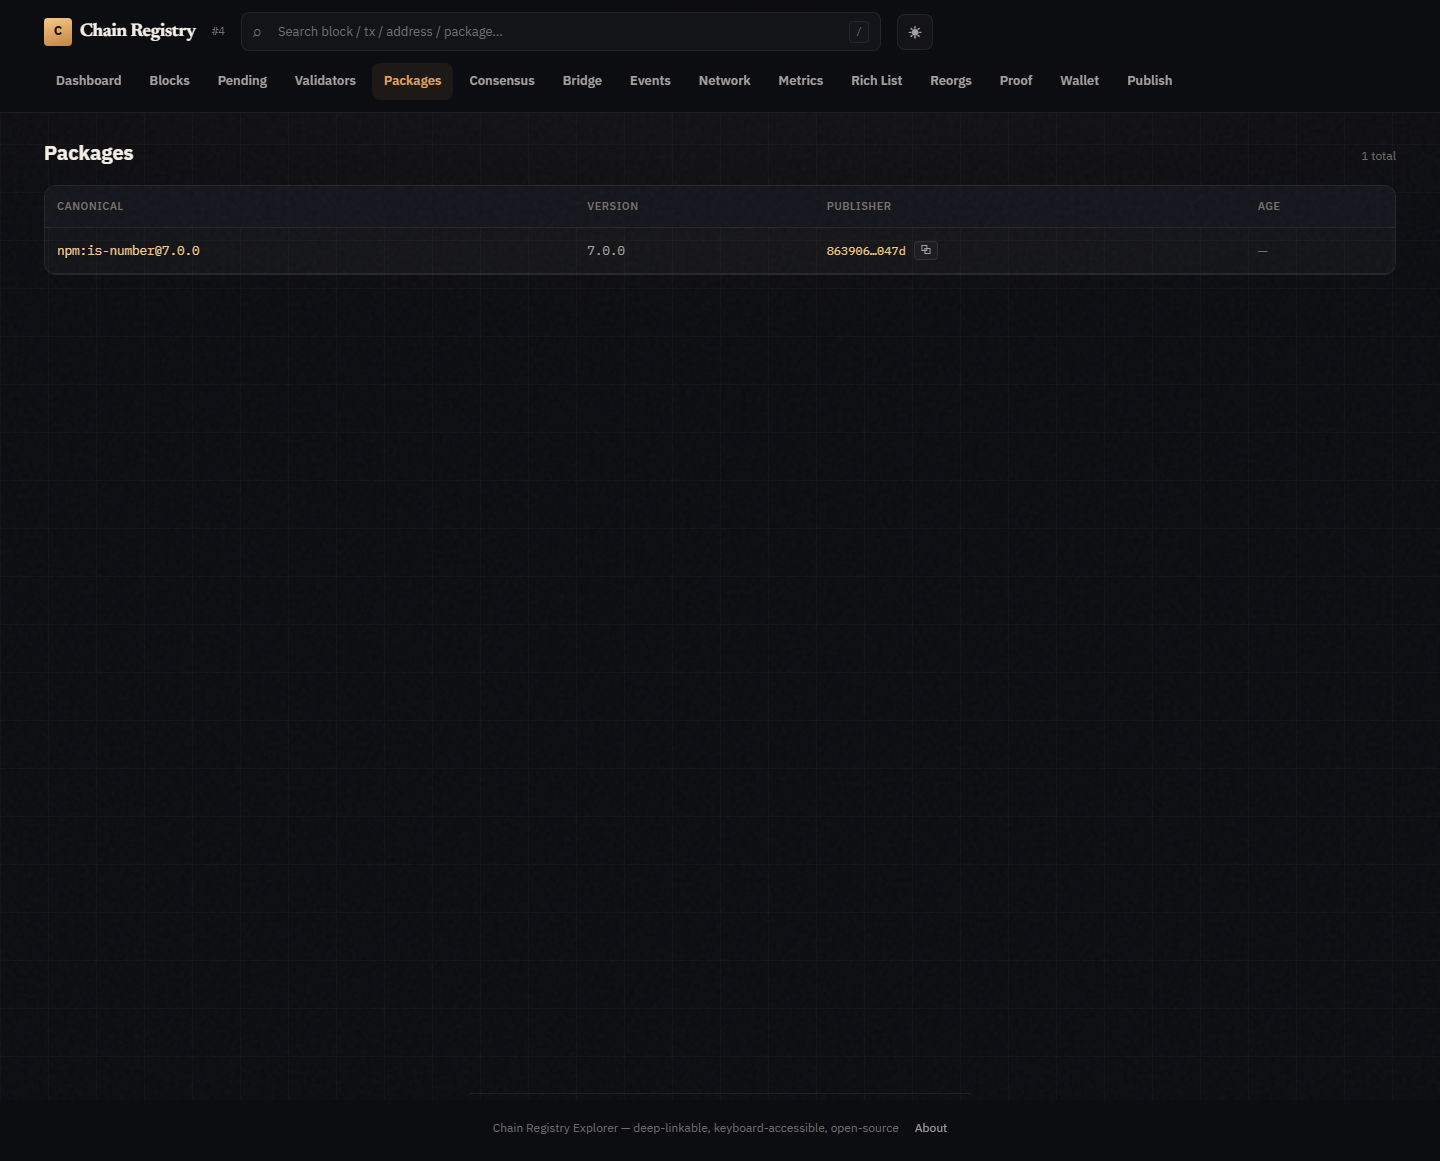 C Chain Registry #4 Search block / tx / address / package... /
Dashboard Blocks Pending Validators Packages Consensus Bridge Events Network Metrics Rich List Reorgs Proof Wallet Publish
Packages 1 total
CANONICAL VERSION PUBLISHER AGE
npm:is-number@7.0.0 7.0.0 863906…047d —
Chain Registry Explorer — deep-linkable, keyboard-accessible, open-source About